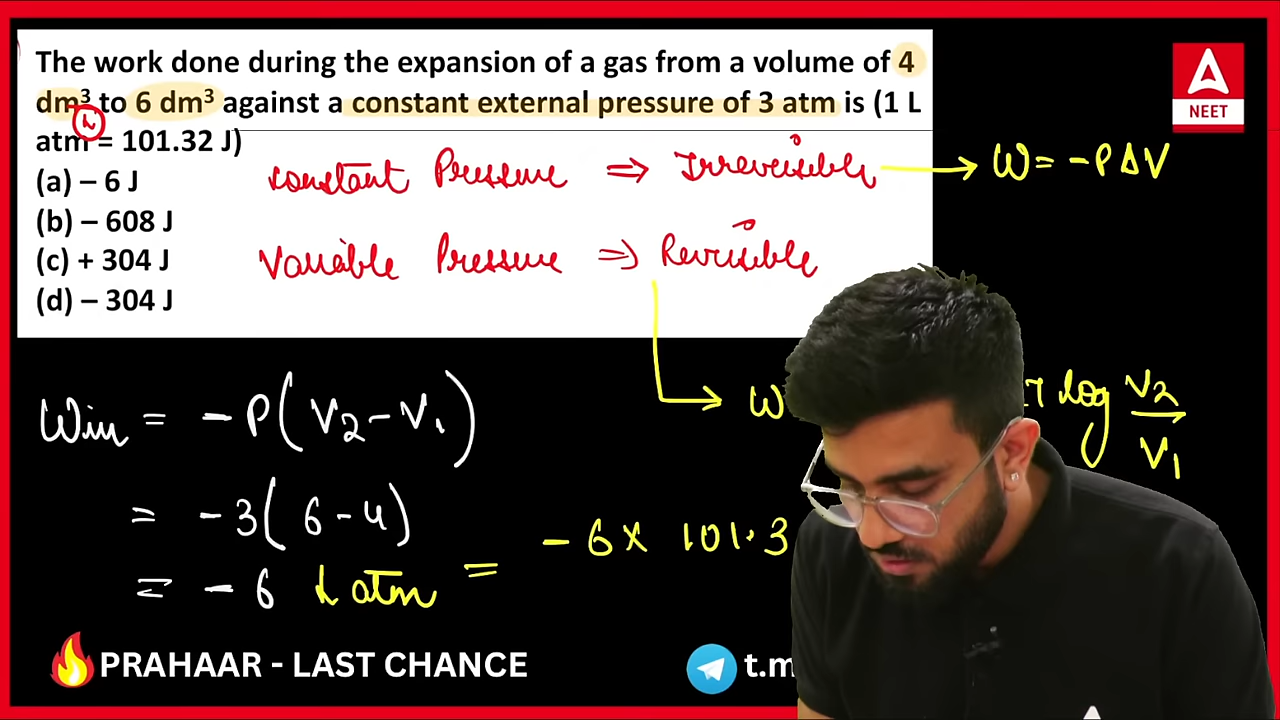 The work done during the expansion of a gas from a volume of 4
dm³ to 6 dm³ against a constant external pressure of 3 atm is (1 L
atm = 101.32 J)
L
(a) – 6 J
(b) – 608 J
(c) + 304 J
(d) – 304 J
Constant Pressure ⇒ Irreversible → W = -PΔV
Variable Pressure ⇒ Reversible
W
log V2/V1
Wirr = -P(V2-V1)
= -3(6-4)
= -6 L atm = -6 × 101.3
A
NEET
PRAHAAR - LAST CHANCE